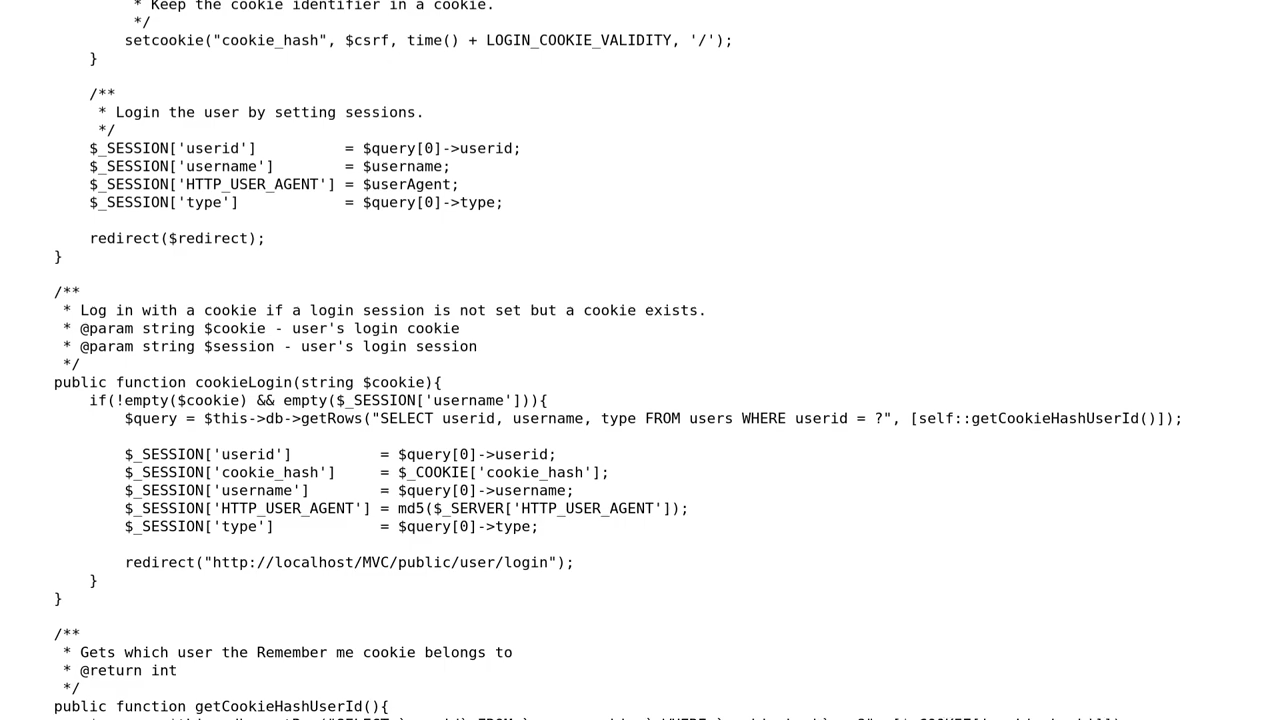 * Keep the cookie identifier in a cookie.
*/
setcookie("cookie_hash", $csrf, time() + LOGIN_COOKIE_VALIDITY, '/');
}
/**
* Login the user by setting sessions.
*/
$_SESSION['userid'] = $query[0]->userid;
$_SESSION['username'] = $username;
$_SESSION['HTTP_USER_AGENT'] = $userAgent;
$_SESSION['type'] = $query[0]->type;
redirect($redirect);
}
/**
* Log in with a cookie if a login session is not set but a cookie exists.
* @param string $cookie - user's login cookie
* @param string $session - user's login session
*/
public function cookieLogin(string $cookie){
if(!empty($cookie) && empty($_SESSION['username'])){
$query = $this->db->getRows("SELECT userid, username, type FROM users WHERE userid = ?", [self::getCookieHashUserId()]);
$_SESSION['userid'] = $query[0]->userid;
$_SESSION['cookie_hash'] = $_COOKIE['cookie_hash'];
$_SESSION['username'] = $query[0]->username;
$_SESSION['HTTP_USER_AGENT'] = md5($_SERVER['HTTP_USER_AGENT']);
$_SESSION['type'] = $query[0]->type;
redirect("http://localhost/MVC/public/user/login");
}
}
/**
* Gets which user the Remember me cookie belongs to
* @return int
*/
public function getCookieHashUserId(){